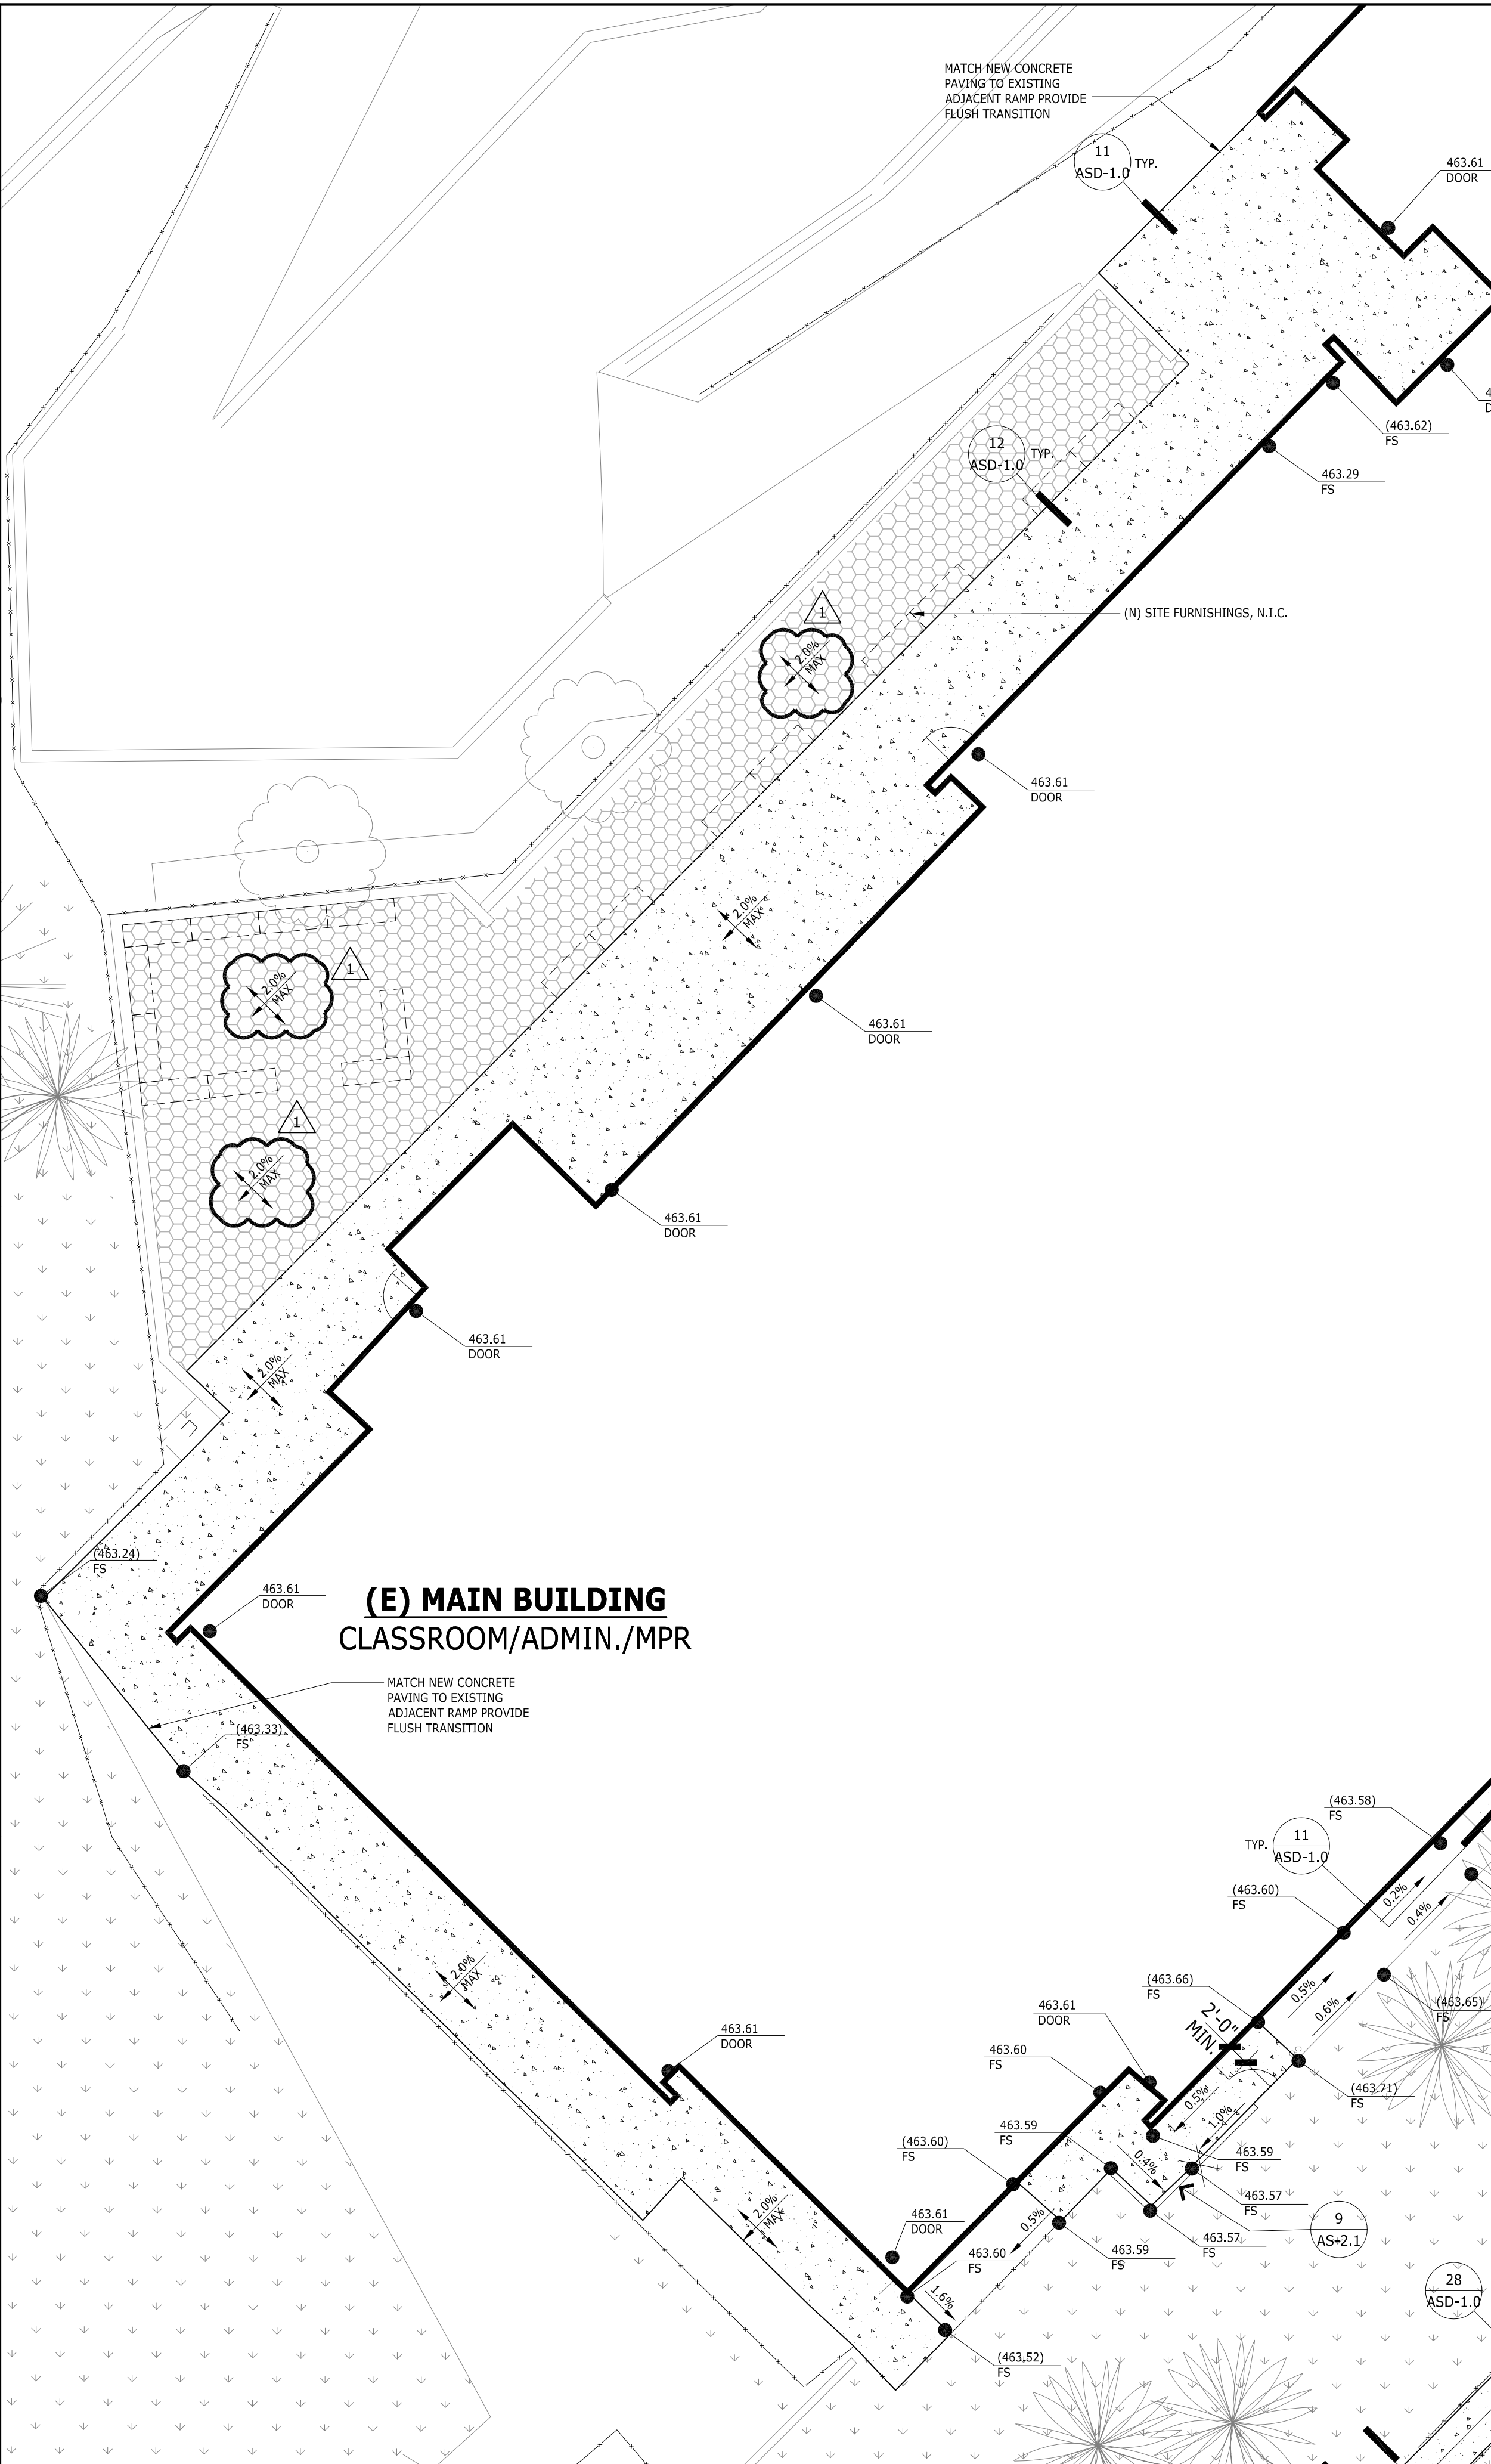 MATCH NEW CONCRETE
PAVING TO EXISTING
ADJACENT RAMP PROVIDE
FLUSH TRANSITION
11
ASD-1.0
TYP.
463.61
DOOR
12
ASD-1.0
TYP.
(463.62)
FS
463.29
FS
(N) SITE FURNISHINGS, N.I.C.
1
2.0%
MAX
463.61
DOOR
2.0%
MAX
1
2.0%
MAX
463.61
DOOR
1
2.0%
MAX
463.61
DOOR
463.61
DOOR
2.0%
MAX
(463.24)
FS
463.61
DOOR
(E) MAIN BUILDING
CLASSROOM/ADMIN./MPR
MATCH NEW CONCRETE
PAVING TO EXISTING
ADJACENT RAMP PROVIDE
FLUSH TRANSITION
(463.33)
FS
(463.58)
FS
TYP.
11
ASD-1.0
(463.60)
FS
0.2%
0.4%
2.0%
MAX
(463.66)
FS
0.5%
0.6%
(463.65)
FS
463.61
DOOR
2'-0"
MIN.
463.61
DOOR
463.60
FS
(463.71)
FS
0.5%
1.0%
463.59
FS
(463.60)
FS
0.4%
463.59
FS
463.57
FS
2.0%
MAX
463.61
DOOR
0.5%
463.57
FS
9
AS-2.1
463.60
FS
463.59
FS
28
ASD-1.0
1.6%
(463.52)
FS